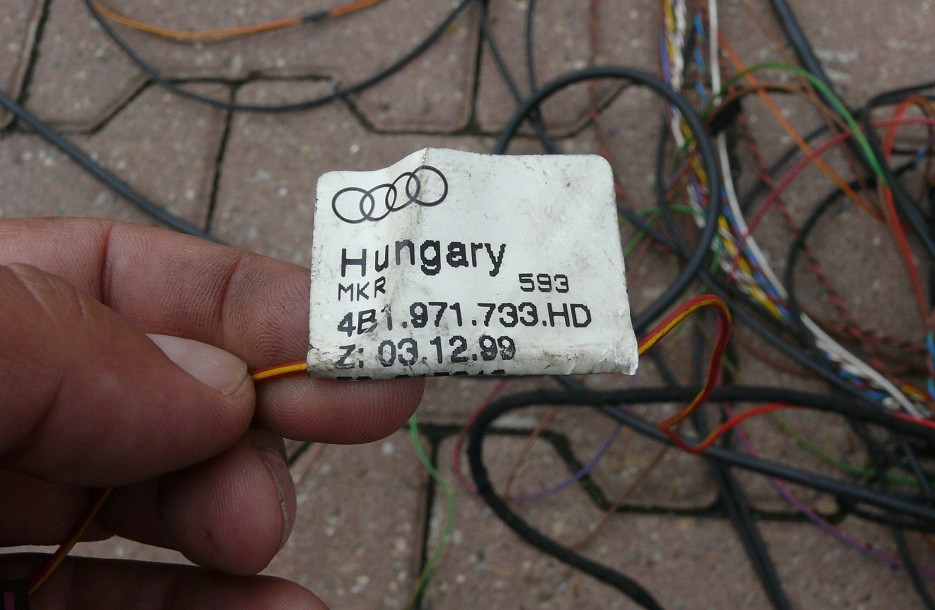 Hungary
MKR 593
4B1.971.733.HD
Z: 03.12.99